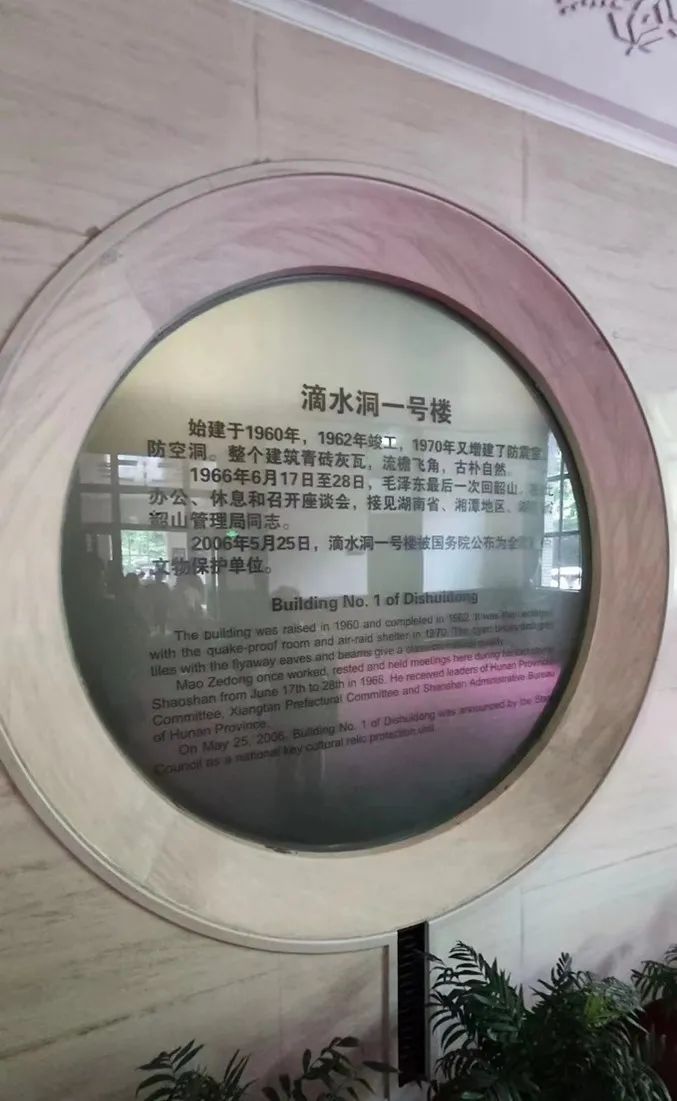 滴水洞一号楼
始建于1960年，1962年竣工，1970年又增建了防震室
防空洞。整个建筑青砖灰瓦，流檐飞角，古朴自然。
1966年6月17日至28日，毛泽东最后一次回韶山，
办公、休息和召开座谈会，接见湖南省、湘潭地区、
韶山管理局同志。
2006年5月25日，滴水洞一号楼被国务院公布为全
文物保护单位。
Building No. 1 of Dishuidong
The building was raised in 1960 and completed in 1962. It was then
with the quake-proof room and air-raid shelter in 1970. The
tiles with the flyaway eaves and beams give a
Mao Zedong once worked, rested and held meetings here during
Shaoshan from June 17th to 28th in 1966. He received leaders of Hunan Provincial
Committee, Xiangtan Prefectural Committee and Shaoshan Administrative Bureau
of Hunan Province.
On May 25, 2006, Building No. 1 of Dishuidong was announced by the State
Council as a national key cultural relic protection unit.